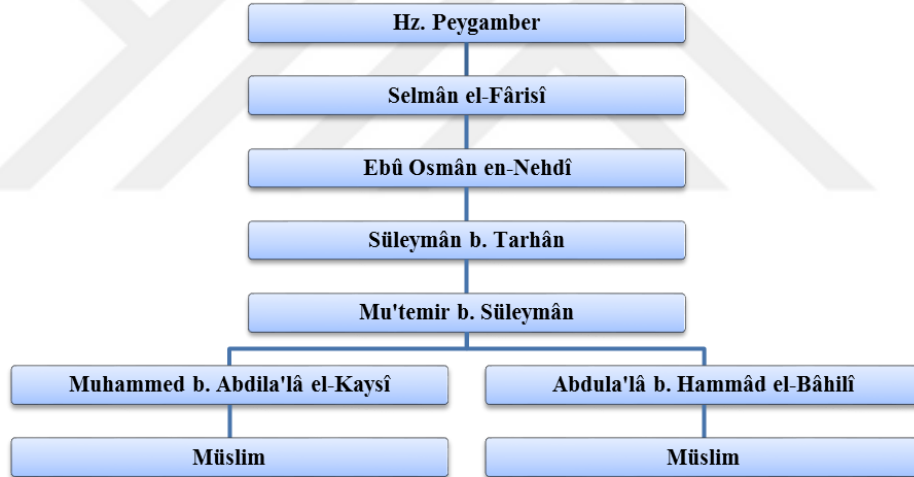 Hz. Peygamber
Selmân el-Fârisî
Ebû Osmân en-Nehdî
Süleymân b. Tarhân
Mu'temir b. Süleymân
Muhammed b. Abdila'lâ el-Kaysî
Abdula'lâ b. Hammâd el-Bâhilî
Müslim
Müslim